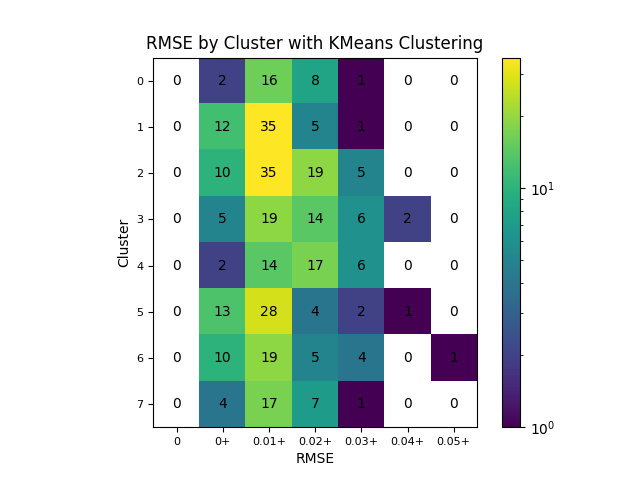 RMSE by Cluster with KMeans Clustering
0 0 2 16 8 1 0 0
1 0 12 35 5 1 0 0
2 0 10 35 19 5 0 0
3 0 5 19 14 6 2 0
4 0 2 14 17 6 0 0
5 0 13 28 4 2 1 0
6 0 10 19 5 4 0 1
7 0 4 17 7 1 0 0
0 0+ 0.01+ 0.02+ 0.03+ 0.04+ 0.05+
RMSE
Cluster
10¹
10⁰